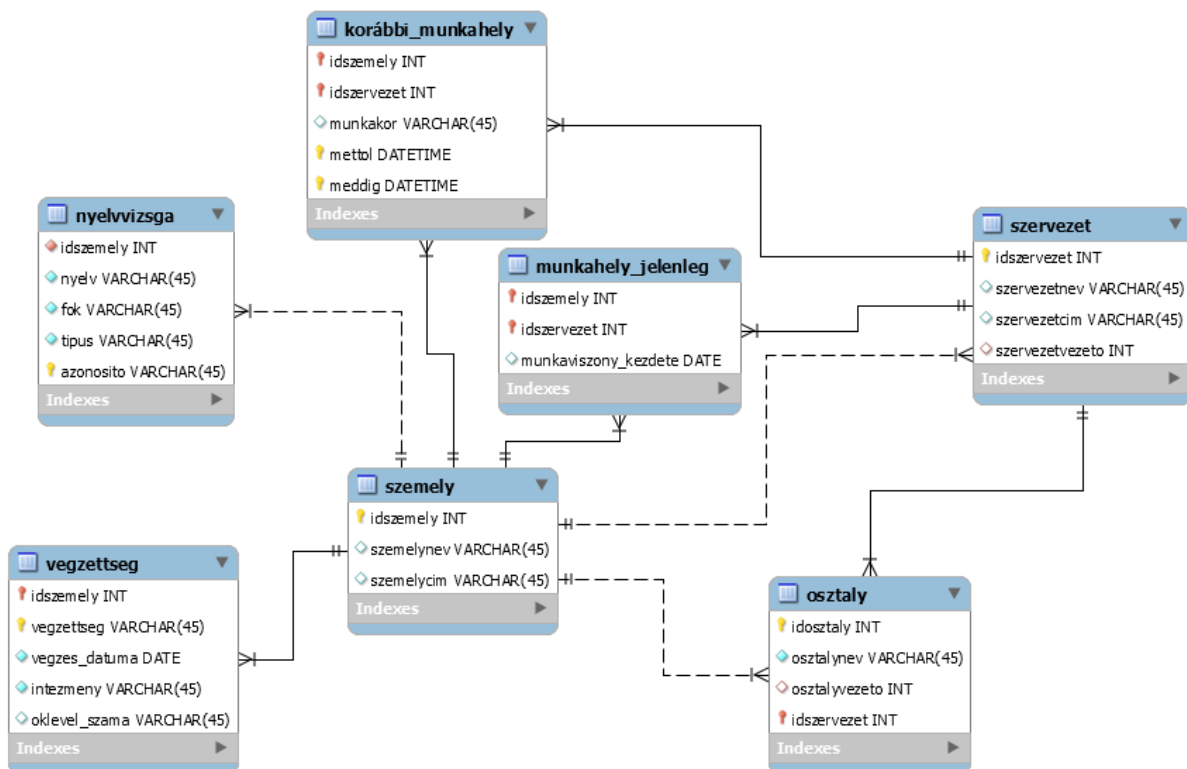 korábbi_munkahely
idszemely INT
idszervezet INT
munkakor VARCHAR(45)
mettol DATETIME
meddig DATETIME
Indexes
nyelvvizsga
idszemely INT
nyelv VARCHAR(45)
fok VARCHAR(45)
tipus VARCHAR(45)
azonosito VARCHAR(45)
Indexes
munkahely_jelenleg
idszemely INT
idszervezet INT
munkaviszony_kezdete DATE
Indexes
szervezet
idszervezet INT
szervezetnev VARCHAR(45)
szervezetcim VARCHAR(45)
szervezetvezeto INT
Indexes
szemely
idszemely INT
szemelynev VARCHAR(45)
szemelycim VARCHAR(45)
Indexes
vegzettseg
idszemely INT
vegzettseg VARCHAR(45)
vegzes_datuma DATE
intezmeny VARCHAR(45)
oklevel_szama VARCHAR(45)
Indexes
osztaly
idosztaly INT
osztalynev VARCHAR(45)
osztalyvezeto INT
idszervezet INT
Indexes